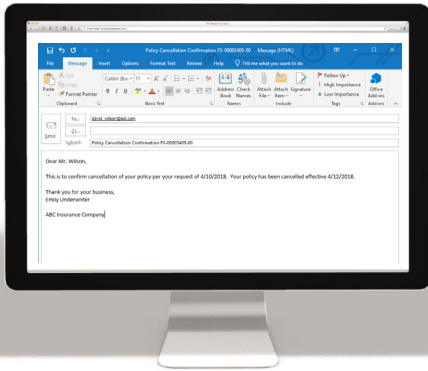 Policy Cancellation Confirmation FX-00003409-00 - Message (HTML)
File Message Insert Options Format Text Review Help Tell me what you want to do
Cut
Copy
Format Painter
Paste
Clipboard
Calibri (Bo 11
B I U
Basic Text
Address Book
Check Names
Names
Attach File
Attach Item
Signature
Include
Follow Up
High Importance
Low Importance
Tags
Office Add-ins
Add-ins
Send
To...
Cc...
Subject
Policy Cancellation Confirmation FX-00003409-00
Dear Mr. Wilson,
This is to confirm cancellation of your policy per your request of 4/10/2018. Your policy has been cancelled effective 4/12/2018.
Thank you for your business,
Emily Underwriter
ABC Insurance Company